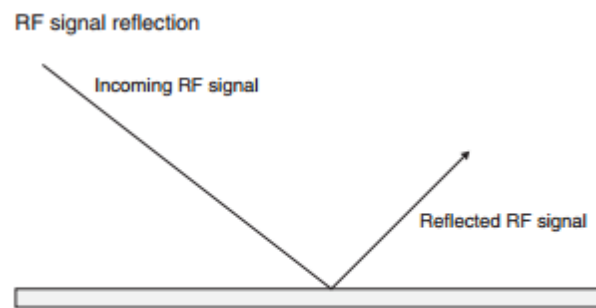 RF signal reflection
Incoming RF signal
Reflected RF signal